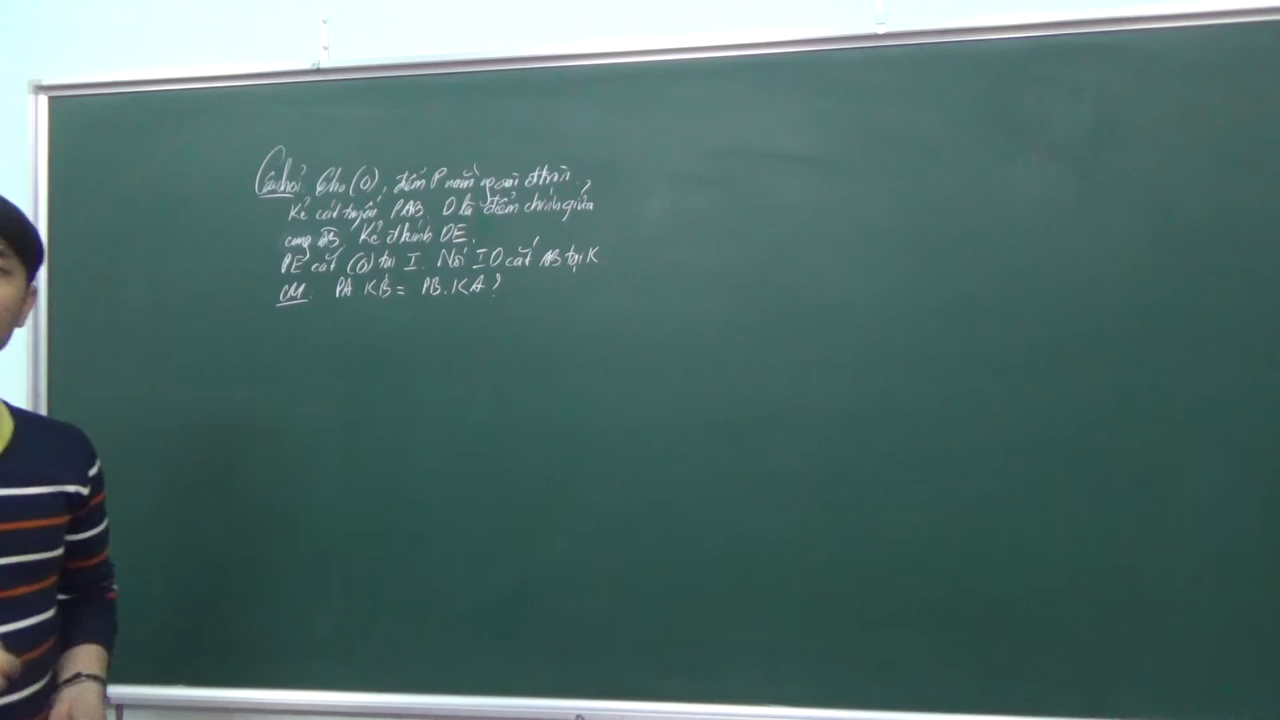 Câu hỏi: Cho (O), điểm P nằm ngoài đtròn.
Kẻ cát tuyến PAB. D là điểm chính giữa
cung AB. Kẻ đkính DE.
PE cắt (O) tại I. Nối ID cắt AB tại K
CM: PA.KB = PB.KA?